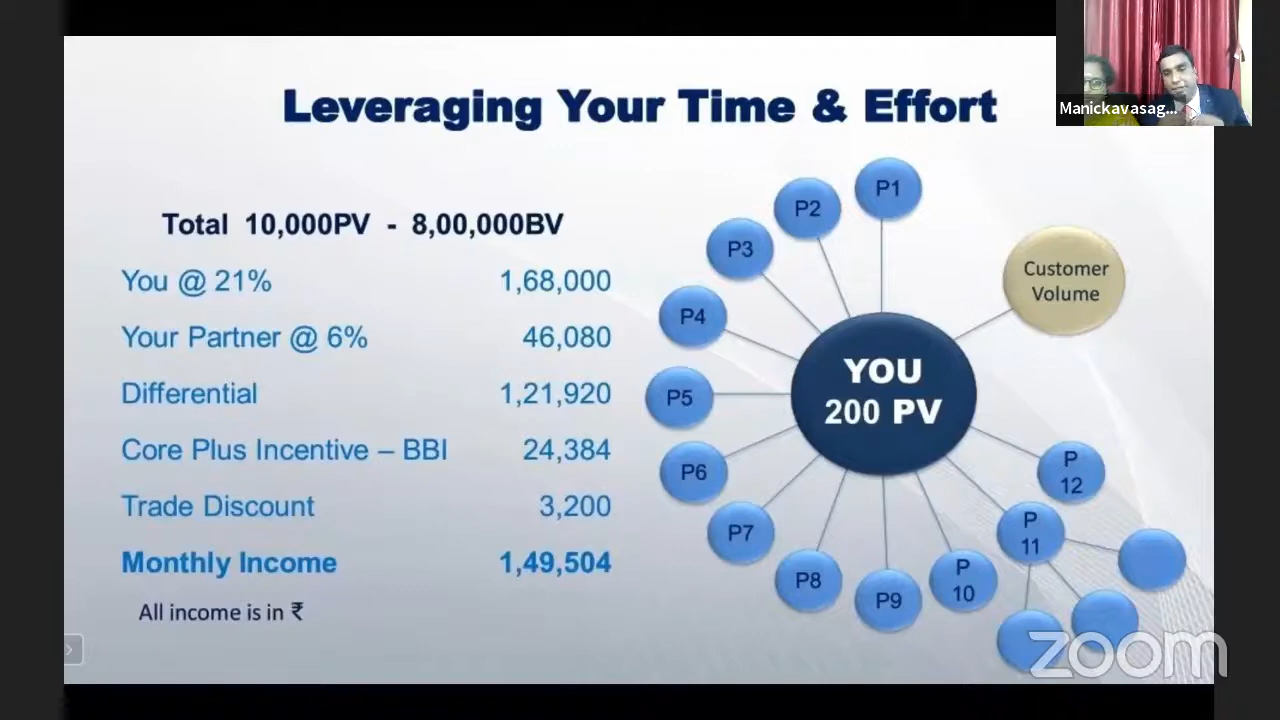 Manickavasag...
Leveraging Your Time & Effort
Total 10,000PV - 8,00,000BV
You @ 21% 1,68,000
Your Partner @ 6% 46,080
Differential 1,21,920
Core Plus Incentive – BBI 24,384
Trade Discount 3,200
Monthly Income 1,49,504
All income is in ₹
P1
P2
P3
P4
P5
P6
P7
P8
P9
P
10
P
11
P
12
Customer
Volume
YOU
200 PV
zoom